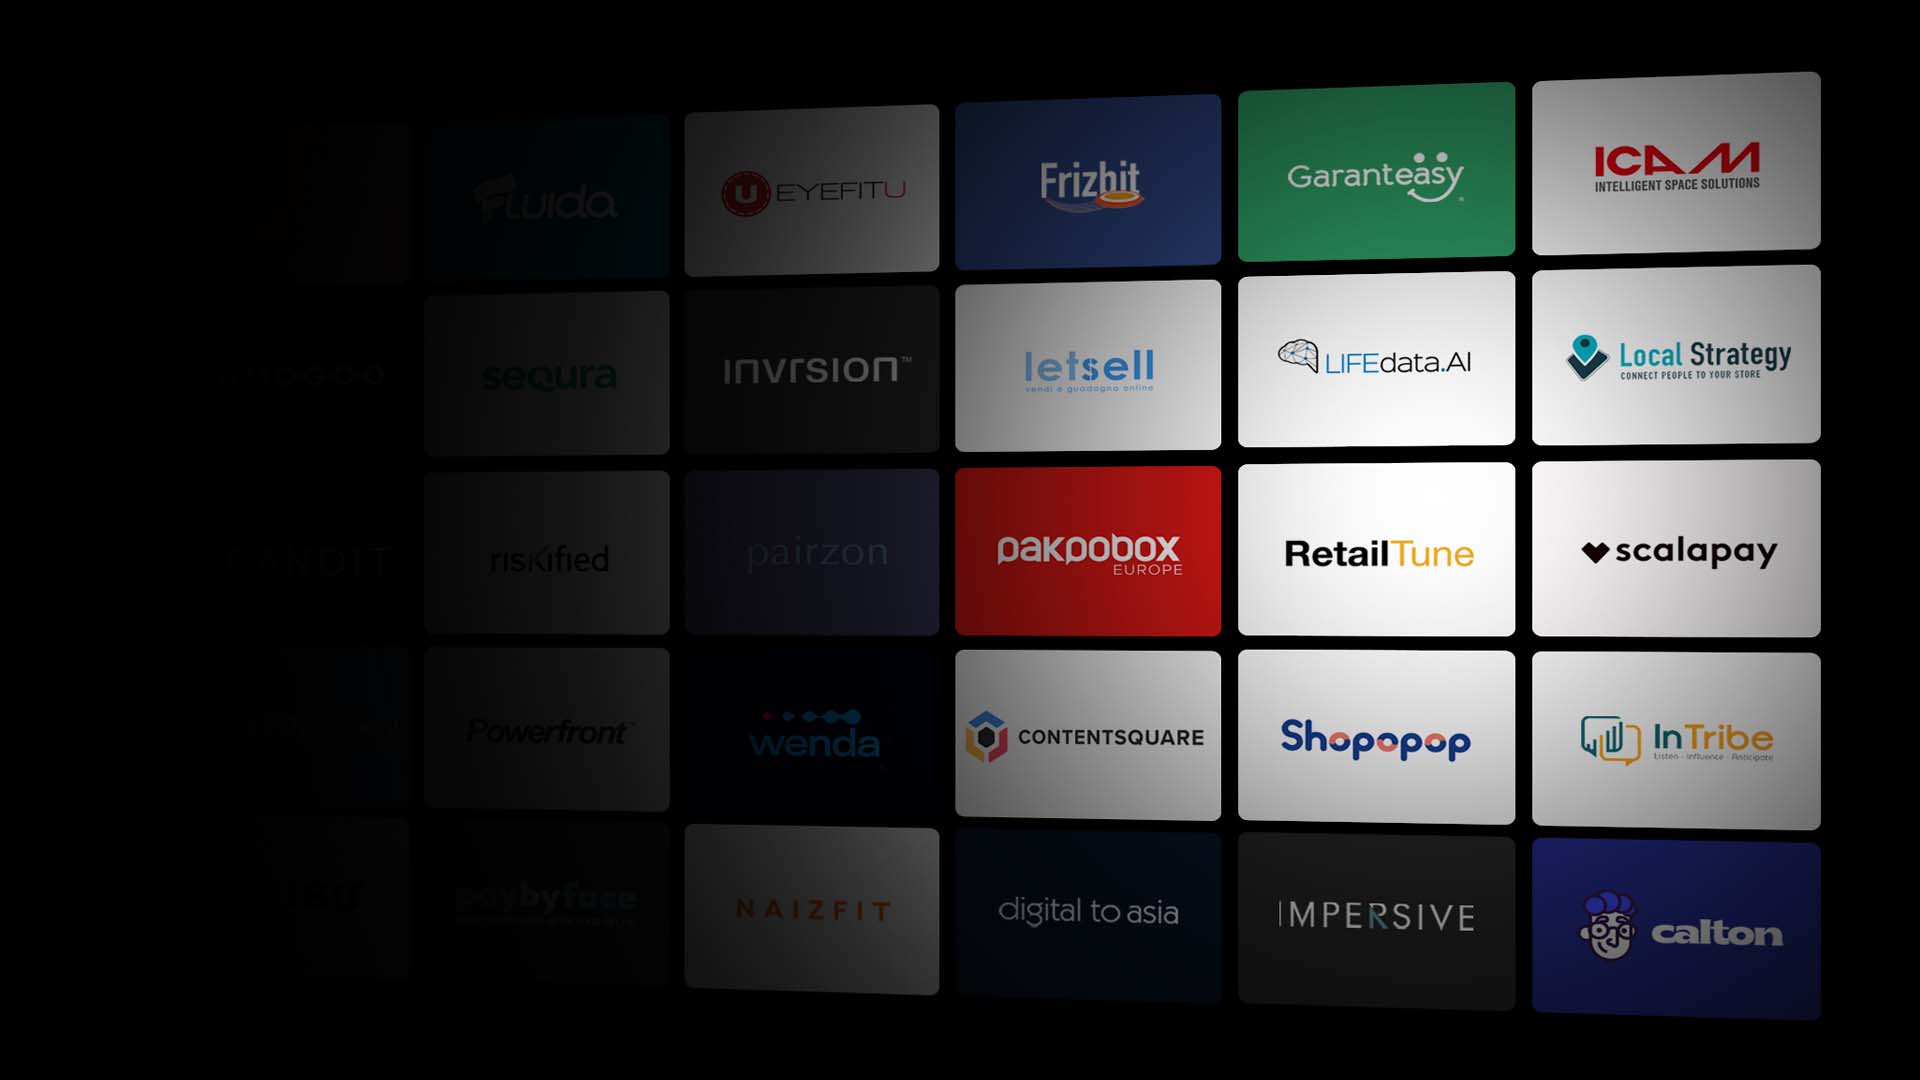 Fluida
U EYEFITU
Frizbit
Garanteasy
ICAM
INTELLIGENT SPACE SOLUTIONS
seQura
INVRSION™
letsell
vendi e guadagna online
LIFEdata.AI
Local Strategy
CONNECT PEOPLE TO YOUR STORE
riskified
pairzon
pakpobox
EUROPE
RetailTune
scalapay
Powerfront™
wenda
CONTENTSQUARE
Shopopop
InTribe
Listen - Influence - Anticipate
paybyface
NAIZFIT
digital to asia
IMPERSIVE
calton